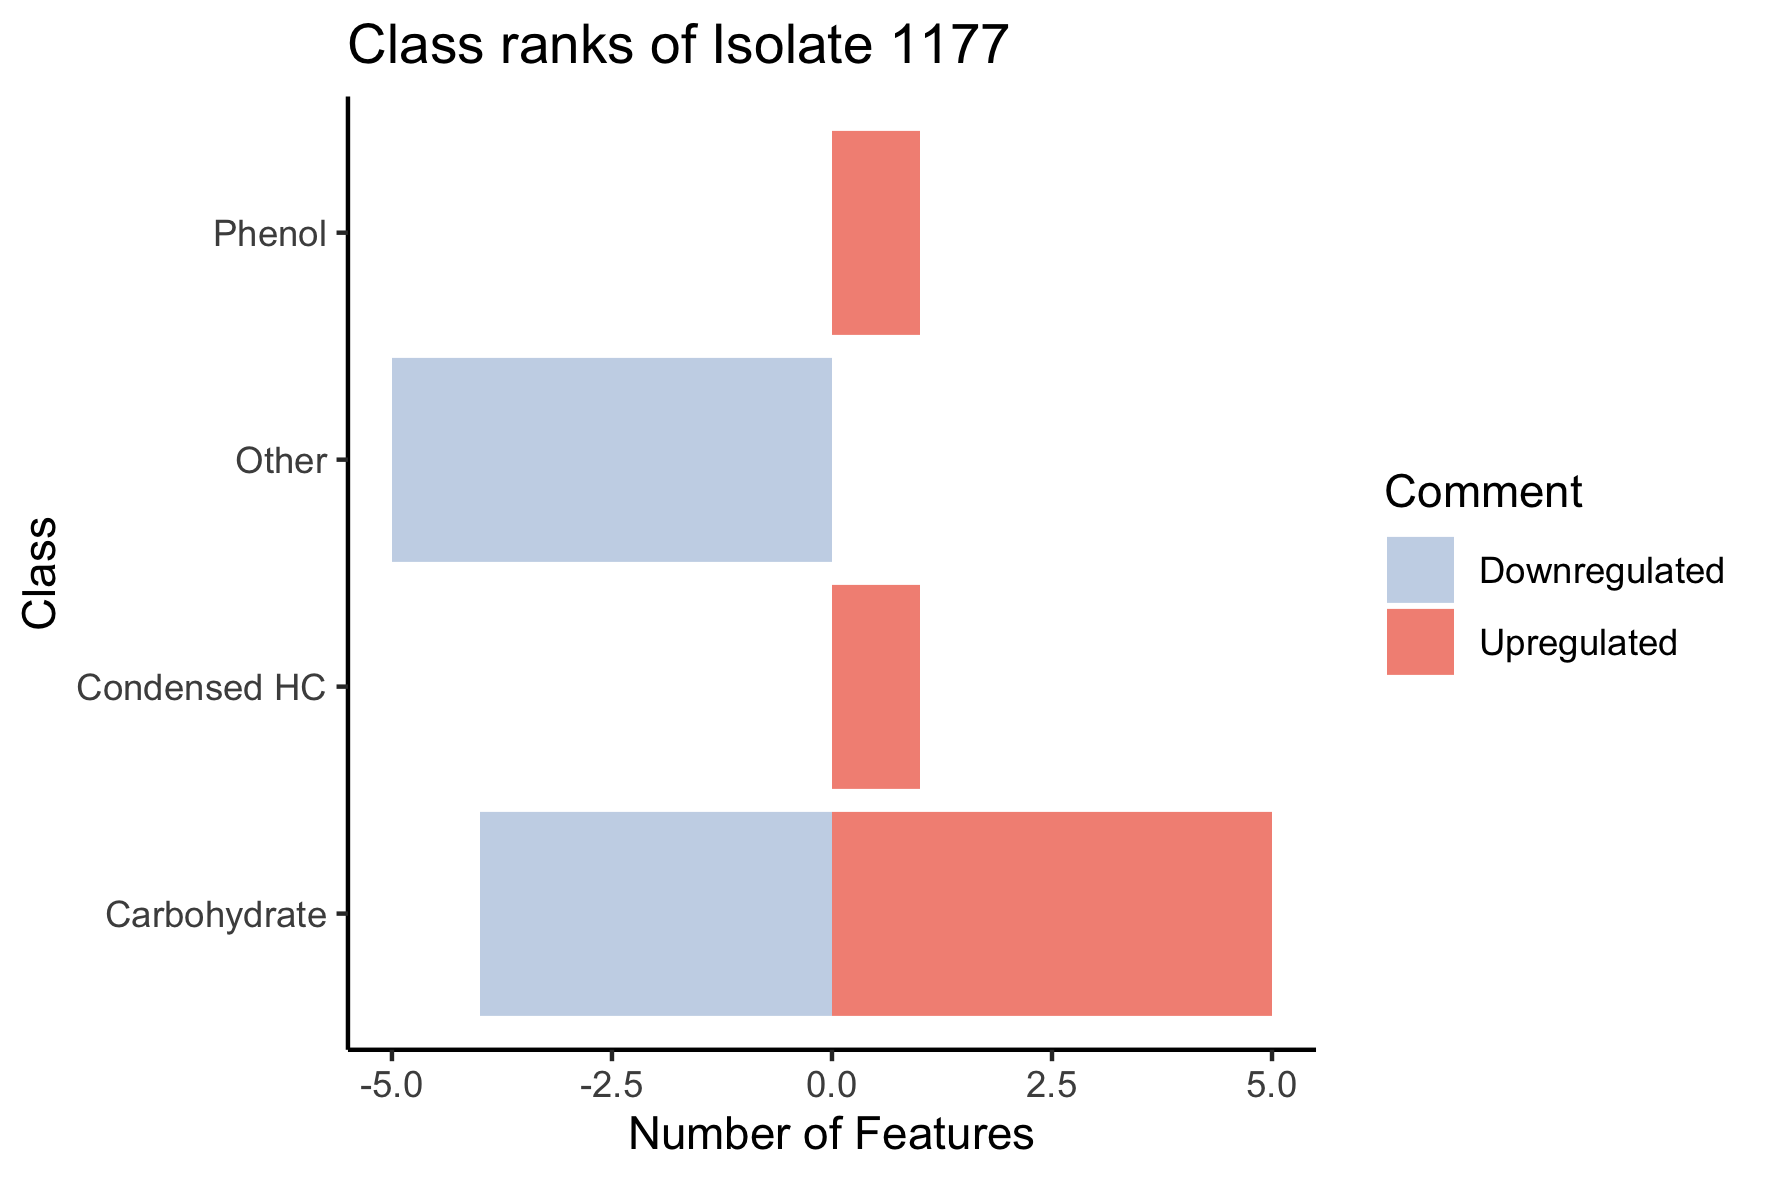 Class ranks of Isolate 1177
Class
Phenol
Other
Condensed HC
Carbohydrate
-5.0
-2.5
0.0
2.5
5.0
Number of Features
Comment
Downregulated
Upregulated